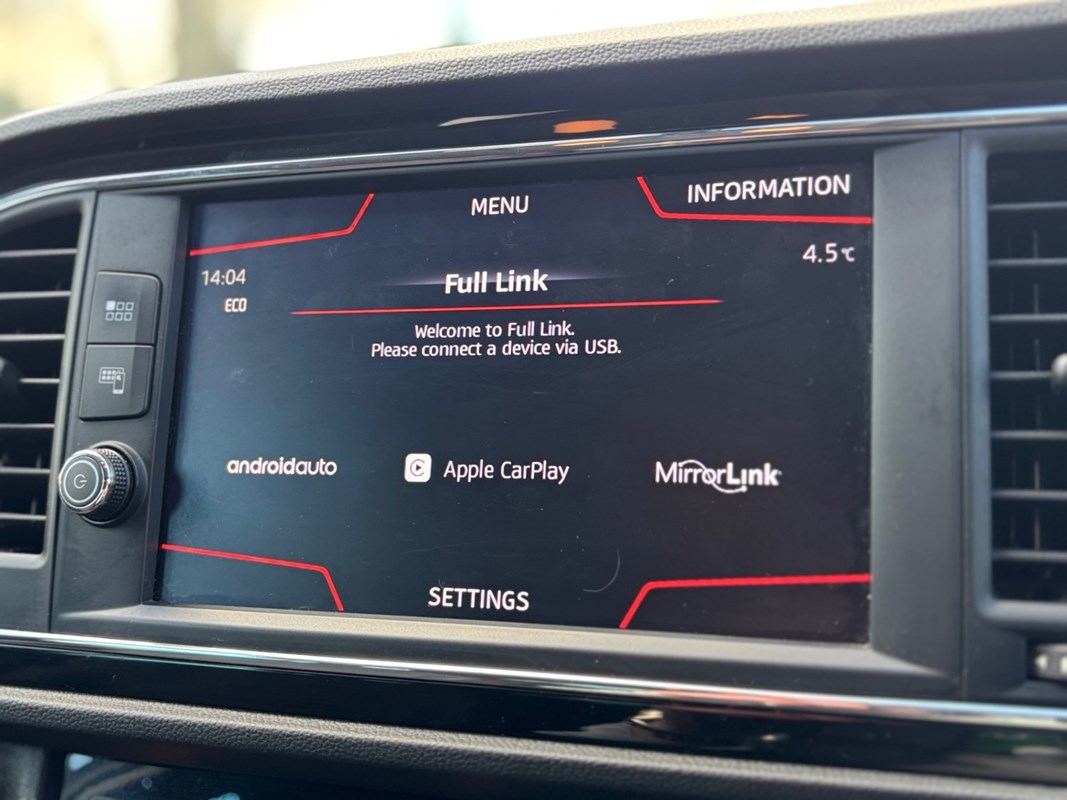 MENU
INFORMATION
14:04
4.5°C
ECO
Full Link
Welcome to Full Link.
Please connect a device via USB.
androidauto
Apple CarPlay
MirrorLink
SETTINGS